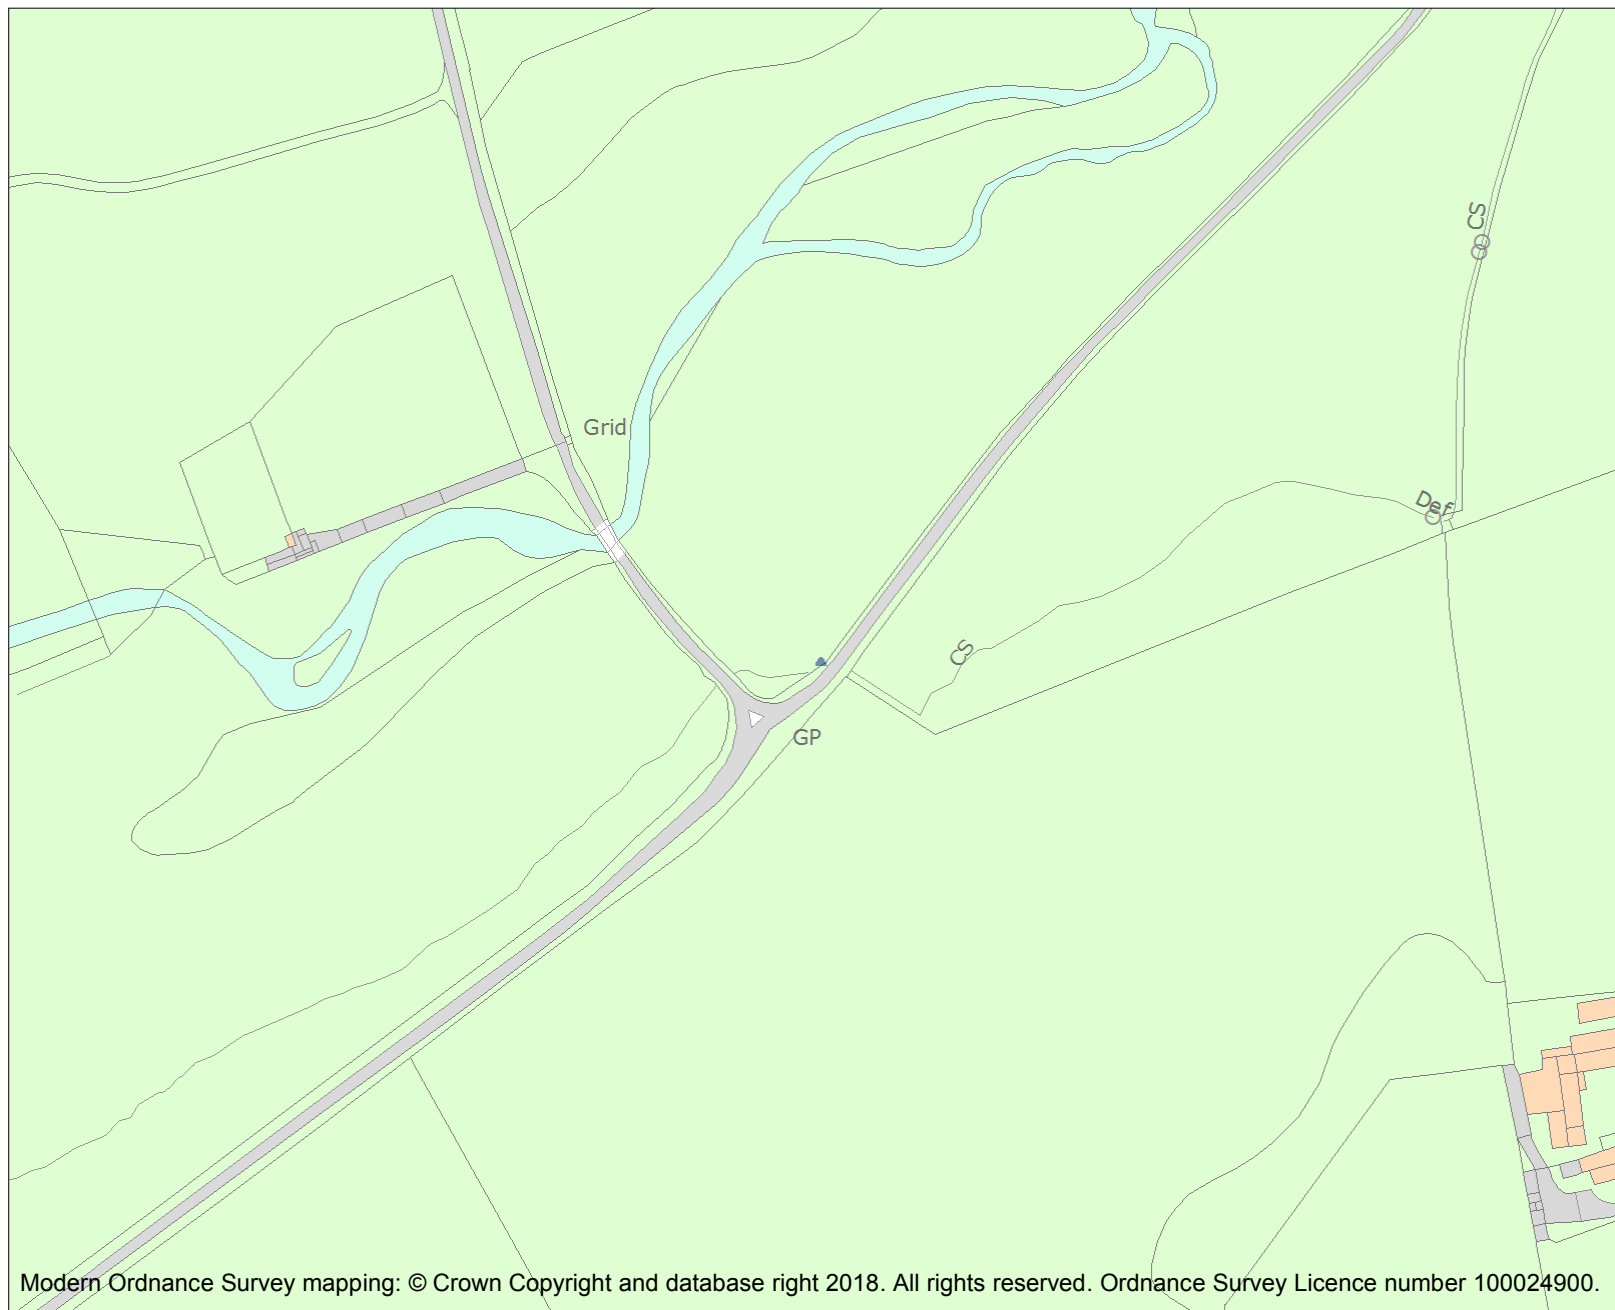 CS
Grid
Def
CS
GP
Modern Ordnance Survey mapping: © Crown Copyright and database right 2018. All rights reserved. Ordnance Survey Licence number 100024900.